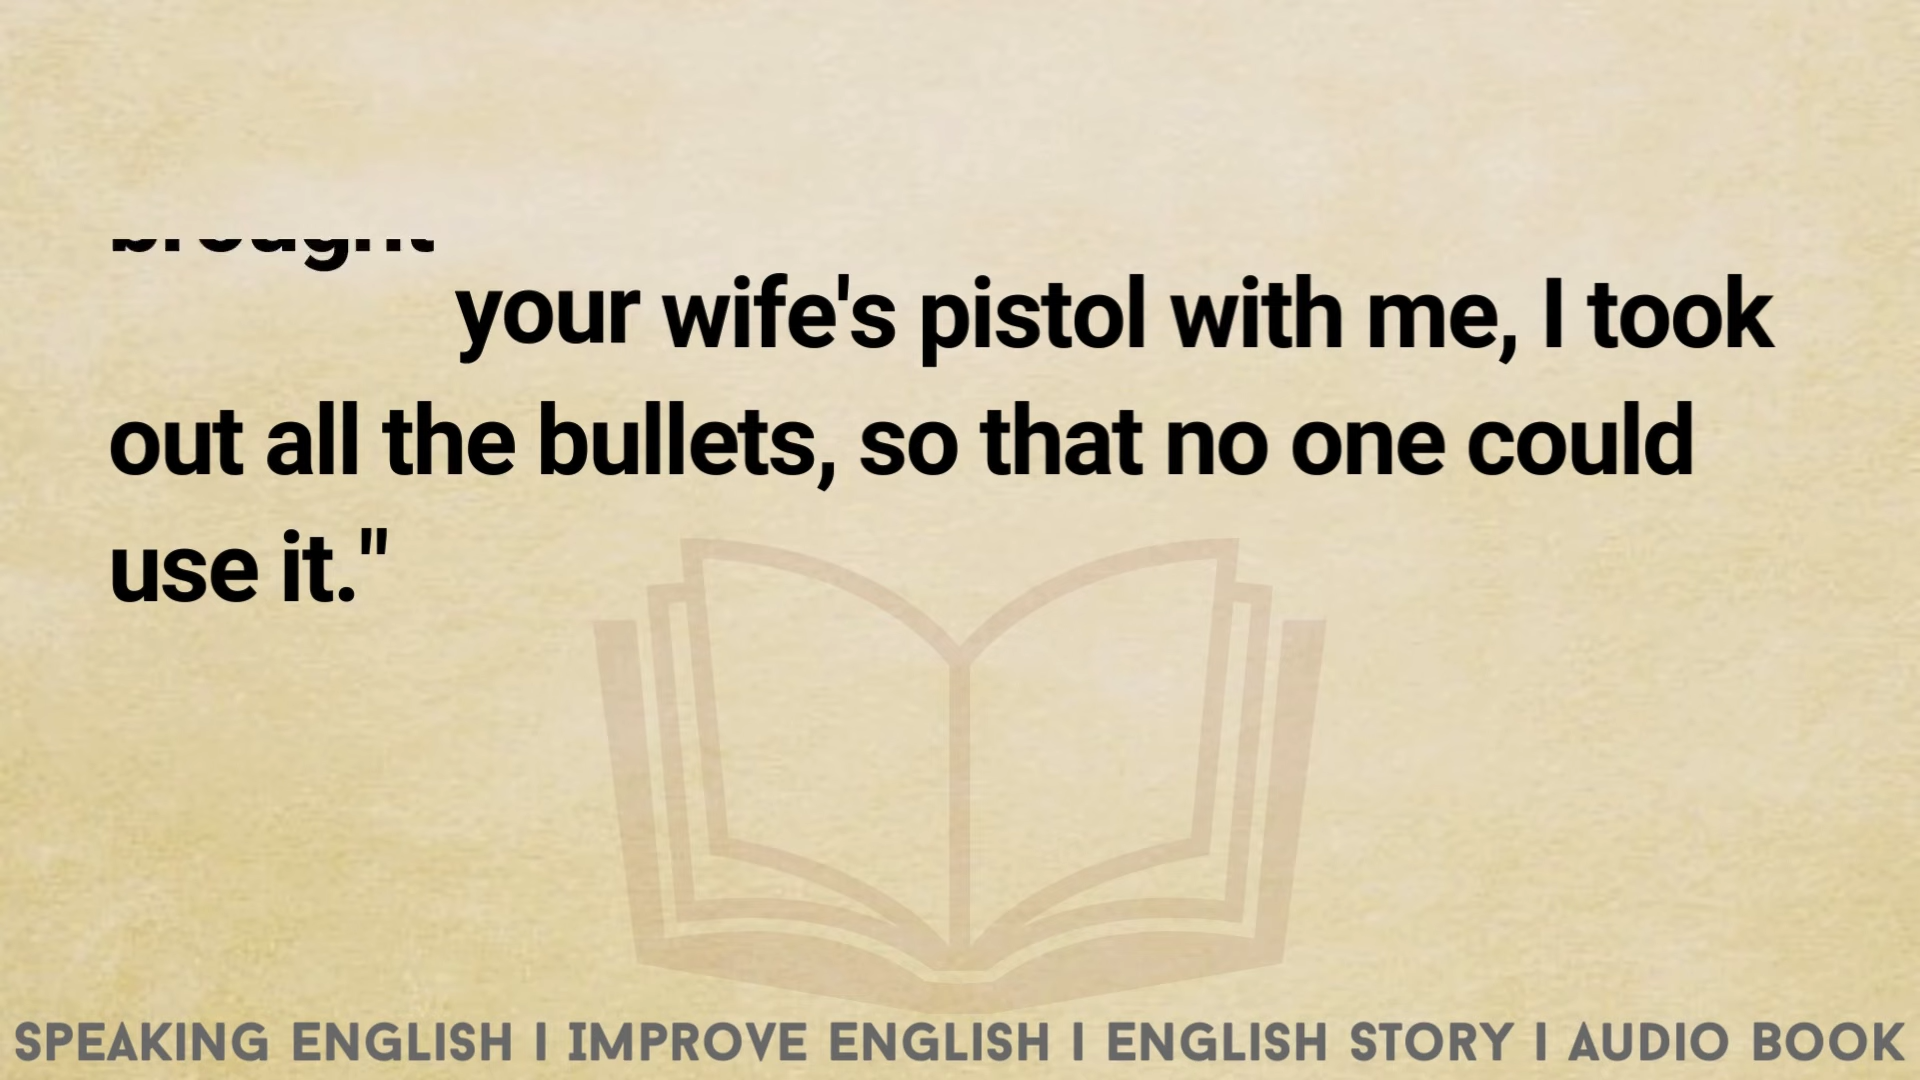 brought
your wife's pistol with me, I took
out all the bullets, so that no one could
use it."
SPEAKING ENGLISH I IMPROVE ENGLISH I ENGLISH STORY I AUDIO BOOK